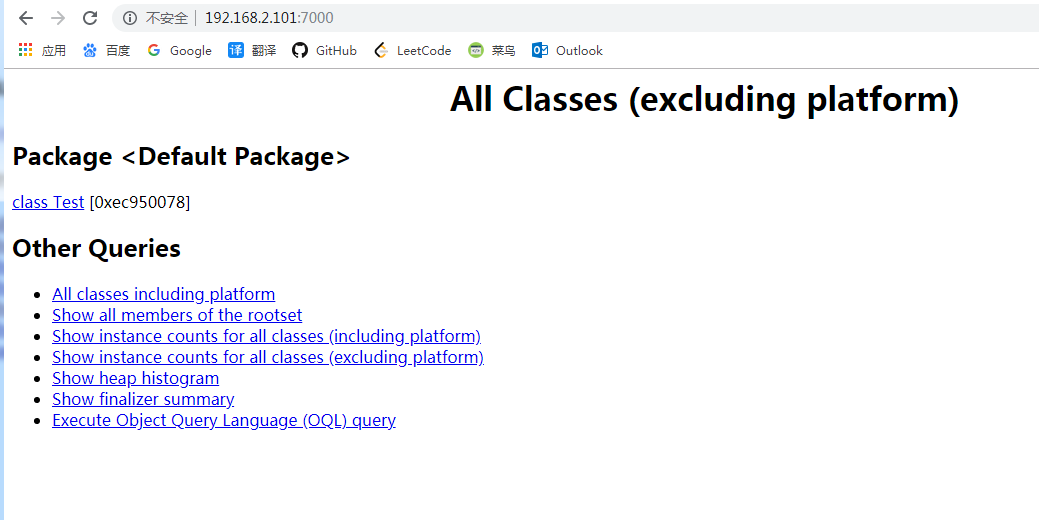 不安全 | 192.168.2.101:7000
应用 百度 Google 译 翻译 GitHub LeetCode 菜鸟 Outlook
All Classes (excluding platform)
Package <Default Package>
class Test [0xec950078]
Other Queries
All classes including platform
Show all members of the rootset
Show instance counts for all classes (including platform)
Show instance counts for all classes (excluding platform)
Show heap histogram
Show finalizer summary
Execute Object Query Language (OQL) query